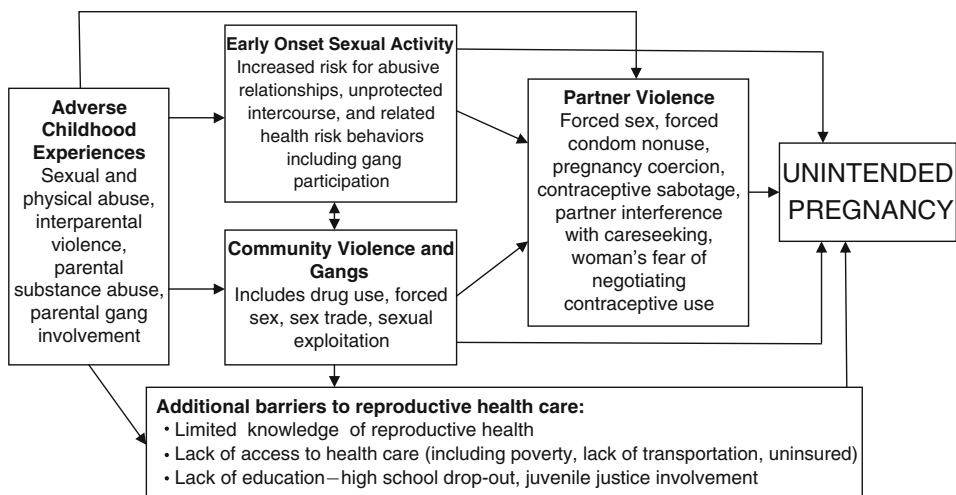 Adverse
Childhood
Experiences
Sexual and
physical abuse,
interparental
violence,
parental
substance abuse,
parental gang
involvement
Early Onset Sexual Activity
Increased risk for abusive
relationships, unprotected
intercourse, and related
health risk behaviors
including gang
participation
Community Violence and
Gangs
Includes drug use, forced
sex, sex trade, sexual
exploitation
Partner Violence
Forced sex, forced
condom nonuse,
pregnancy coercion,
contraceptive sabotage,
partner interference
with careseeking,
woman's fear of
negotiating
contraceptive use
UNINTENDED
PREGNANCY
Additional barriers to reproductive health care:
• Limited knowledge of reproductive health
• Lack of access to health care (including poverty, lack of transportation, uninsured)
• Lack of education–high school drop-out, juvenile justice involvement